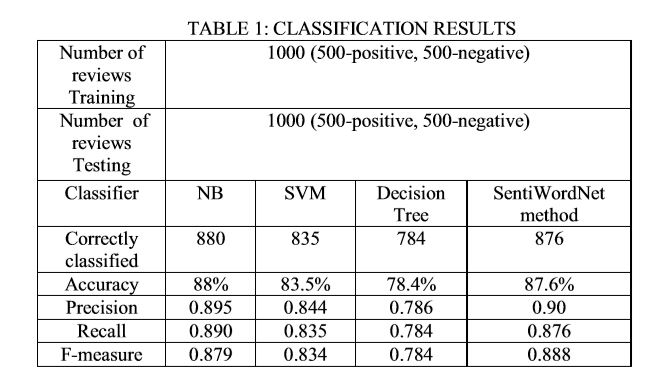 TABLE 1: CLASSIFICATION RESULTS
Number of reviews Training 1000 (500-positive, 500-negative)
Number of reviews Testing 1000 (500-positive, 500-negative)
Classifier NB SVM Decision Tree SentiWordNet method
Correctly classified 880 835 784 876
Accuracy 88% 83.5% 78.4% 87.6%
Precision 0.895 0.844 0.786 0.90
Recall 0.890 0.835 0.784 0.876
F-measure 0.879 0.834 0.784 0.888